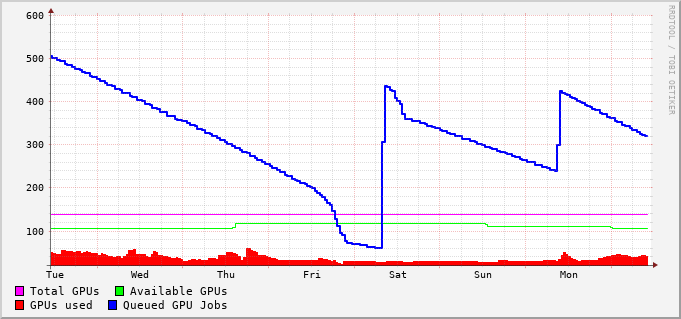 600
500
400
300
200
100
Tue Wed Thu Fri Sat Sun Mon
Total GPUs Available GPUs
GPUs used Queued GPU Jobs
RRDTOOL / TOBI OETIKER